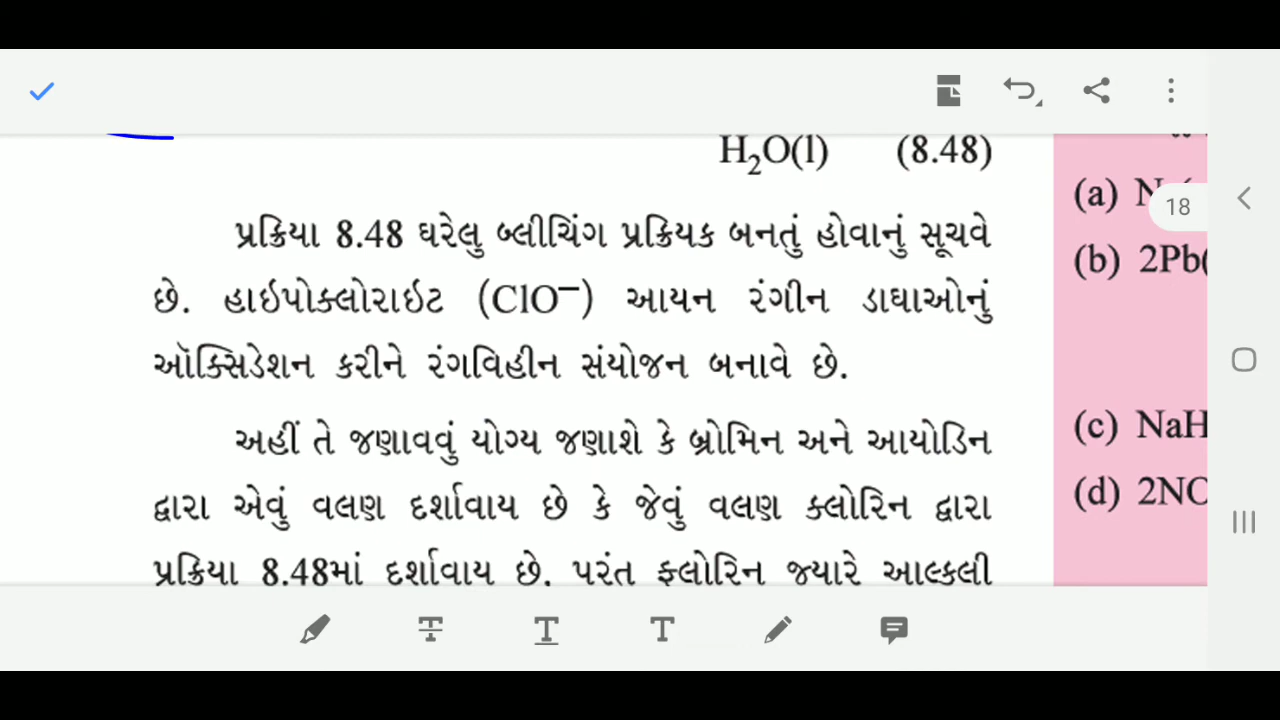 H₂O(l) (8.48)
પ્રક્રિયા 8.48 ઘરેલુ બ્લીચિંગ પ્રક્રિયક બનતું હોવાનું સૂચવે
છે. હાઇપોક્લોરાઇટ (ClO⁻) આયન રંગીન ડાઘાઓનું
ઑક્સિડેશન કરીને રંગવિહીન સંયોજન બનાવે છે.
અહીં તે જણાવવું યોગ્ય જણાશે કે બ્રોમિન અને આયોડિન
દ્વારા એવું વલણ દર્શાવાય છે કે જેવું વલણ ક્લોરિન દ્વારા
પ્રક્રિયા 8.48માં દર્શાવાય છે. પરંત ફ્લોરિન જ્યારે આલ્કલી
(a) N
18
(b) 2Pb(
(c) NaH
(d) 2NO